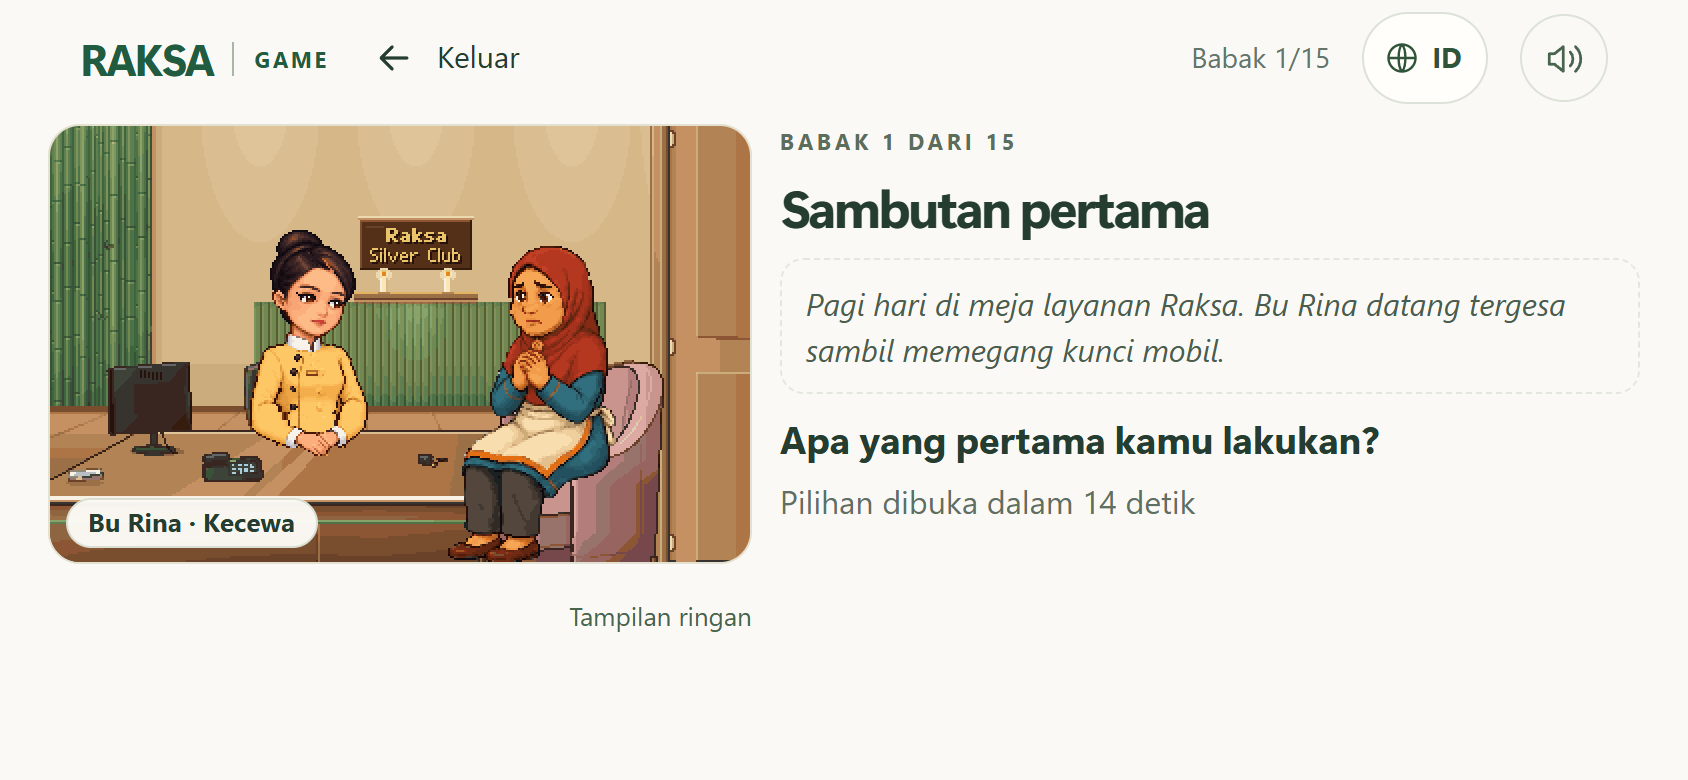 RAKSA GAME Keluar
Babak 1/15 ID
Raksa
Silver Club
Bu Rina · Kecewa
Tampilan ringan
BABAK 1 DARI 15
Sambutan pertama
Pagi hari di meja layanan Raksa. Bu Rina datang tergesa
sambil memegang kunci mobil.
Apa yang pertama kamu lakukan?
Pilihan dibuka dalam 14 detik